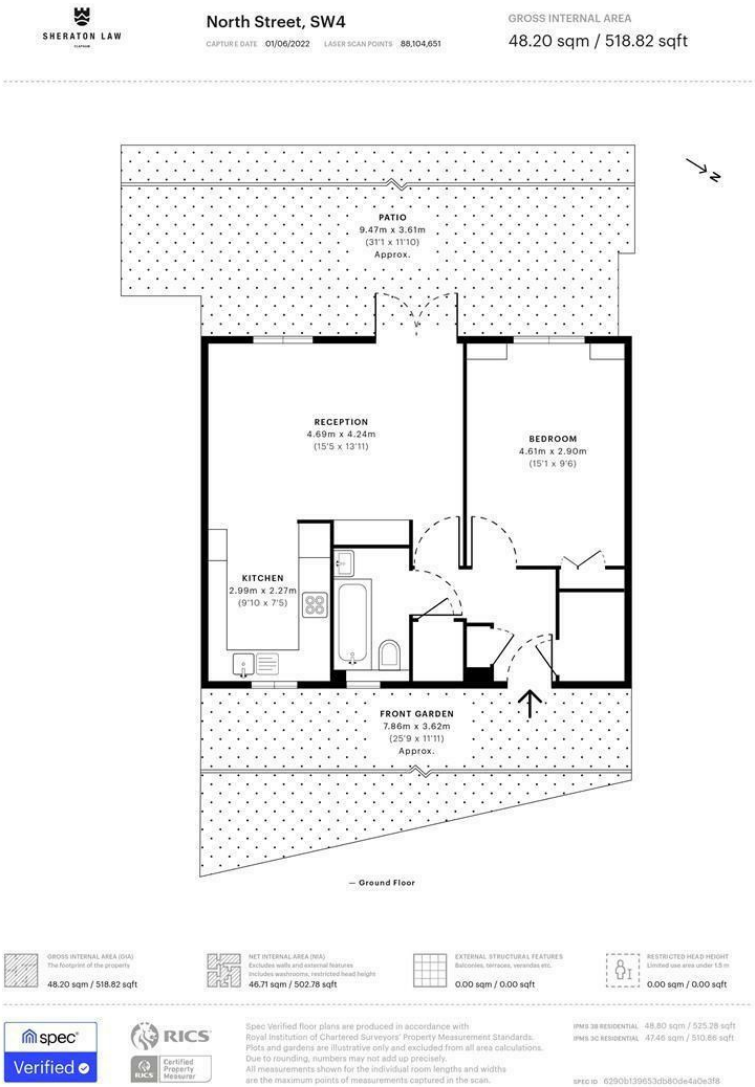 SHERATON LAW
CLAPHAM
North Street, SW4
CAPTURE DATE 01/06/2022 LASER SCAN POINTS 88,104,651
GROSS INTERNAL AREA
48.20 sqm / 518.82 sqft
N
PATIO
9.47m x 3.61m
(31'1 x 11'10)
Approx.
RECEPTION
4.69m x 4.24m
(15'5 x 13'11)
BEDROOM
4.61m x 2.90m
(15'1 x 9'6)
KITCHEN
2.99m x 2.27m
(9'10 x 7'5)
FRONT GARDEN
7.86m x 3.62m
(25'9 x 11'11)
Approx.
— Ground Floor
GROSS INTERNAL AREA (GIA)
The footprint of the property
48.20 sqm / 518.82 sqft
NET INTERNAL AREA (NIA)
Excludes walls and external features
Includes washrooms, restricted head height
46.71 sqm / 502.78 sqft
EXTERNAL STRUCTURAL FEATURES
Balconies, terraces, verandas etc.
0.00 sqm / 0.00 sqft
RESTRICTED HEAD HEIGHT
Limited use area under 1.5 m
0.00 sqm / 0.00 sqft
spec
Verified
RICS
RICS
Certified
Property
Measurer
Spec Verified floor plans are produced in accordance with
Royal Institution of Chartered Surveyors' Property Measurement Standards.
Plots and gardens are illustrative only and excluded from all area calculations.
Due to rounding, numbers may not add up precisely.
All measurements shown for the individual room lengths and widths
are the maximum points of measurements captured in the scan.
IPMS 3B RESIDENTIAL 48.80 sqm / 525.28 sqft
IPMS 3C RESIDENTIAL 47.46 sqm / 510.86 sqft
SPEC ID 6290b139653db80de4a0e3f8